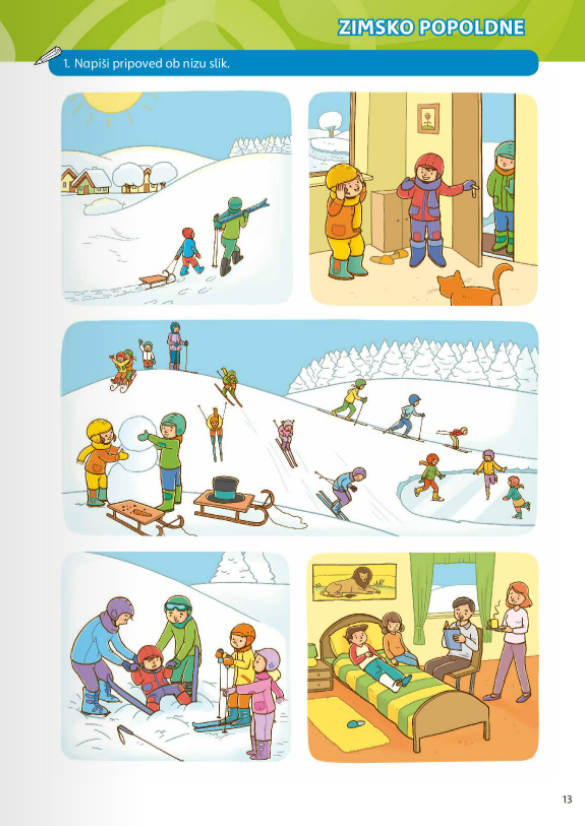 ZIMSKO POPOLDNE
1. Napiši pripoved ob nizu slik.
13